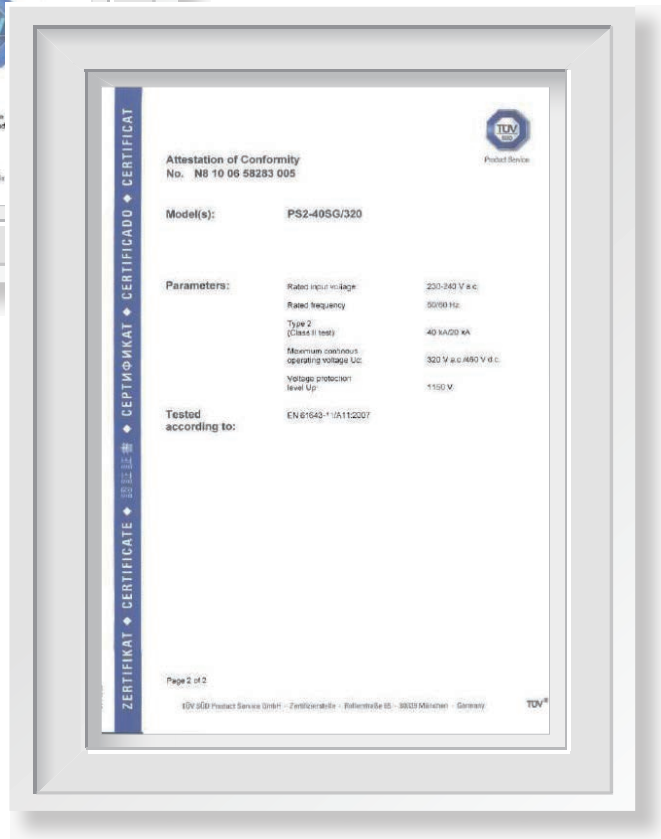 ZERTIFIKAT ◆ CERTIFICATE ◆ 認 証 証 書 ◆ СЕРТИФИКАТ ◆ CERTIFICADO ◆ CERTIFICAT
TÜV
Product Service
Attestation of Conformity
No. N8 10 06 58283 005
Model(s): PS2-40SG/320
Parameters: Rated input voltage: 230-240 V a.c.
Rated frequency 50/60 Hz
Type 2
(Class II test) 40 kA/20 kA
Maximum continous
operating voltage Uc: 320 V a.c./450 V d.c.
Voltage protection
level Up: 1150 V
Tested EN 61643-11/A11:2007
according to:
Page 2 of 2
TÜV SÜD Product Service GmbH - Zertifizierstelle - Ridlerstraße 65 - 80339 München - Germany
TÜV®